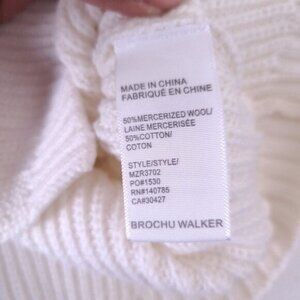 MADE IN CHINA
FABRIQUÉ EN CHINE
50%MERCERIZED WOOL/
LAINE MERCERISÉE
50%COTTON/
COTON
STYLE/STYLE/
MZR3702
PO#1530
RN#140785
CA#30427
BROCHU WALKER